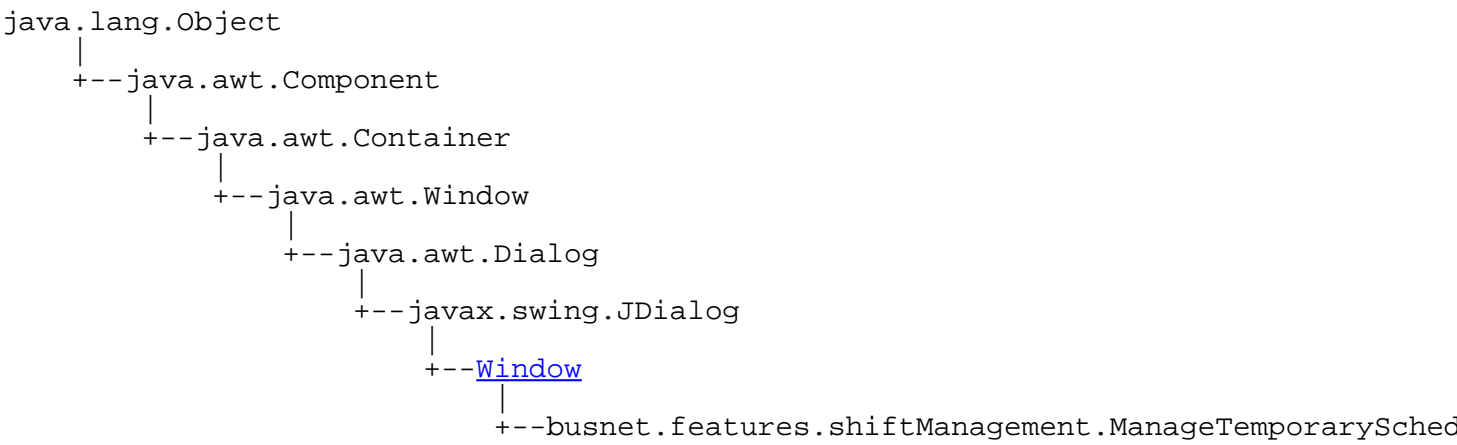 java.lang.Object
|
+--java.awt.Component
|
+--java.awt.Container
|
+--java.awt.Window
|
+--java.awt.Dialog
|
+--javax.swing.JDialog
|
+--Window
|
+--busnet.features.shiftManagement.ManageTemporarySched